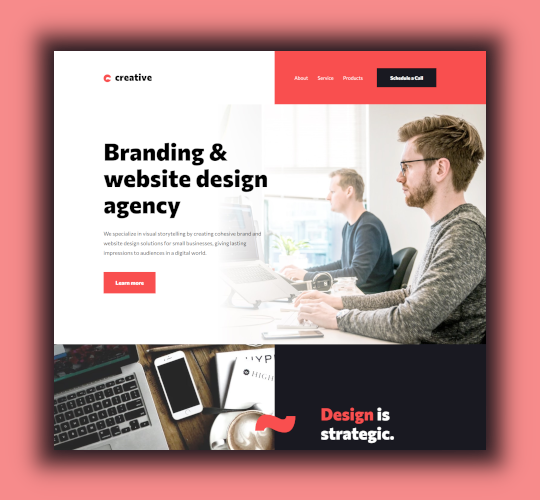 creative
About Service Products Schedule a Call
Branding &
website design
agency
We specialize in visual storytelling by creating cohesive brand and
website design solutions for small businesses, giving lasting
impressions to audiences in a digital world.
Learn more
HYP
HIGH
Design is
strategic.